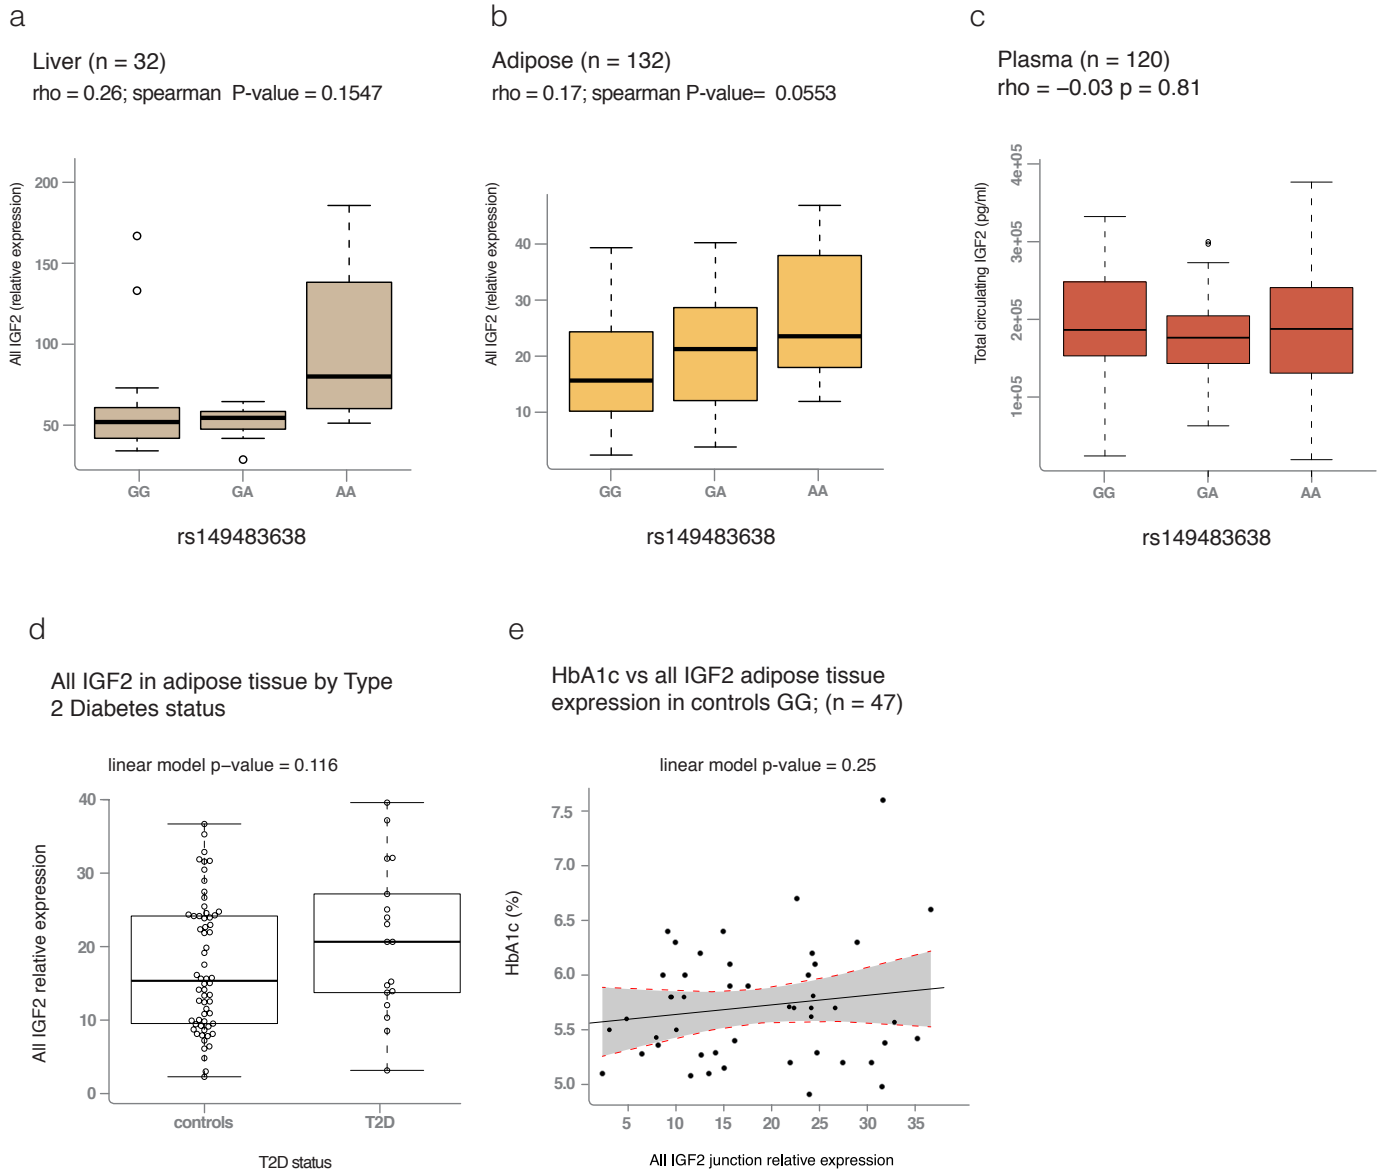 a
Liver (n = 32)
rho = 0.26; spearman P-value = 0.1547
All IGF2 (relative expression)
200
150
100
50
GG GA AA
rs149483638
b
Adipose (n = 132)
rho = 0.17; spearman P-value= 0.0553
All IGF2 (relative expression)
40
30
20
10
GG GA AA
rs149483638
c
Plasma (n = 120)
rho = −0.03 p = 0.81
Total circulating IGF2 (pg/ml)
4e+05
3e+05
2e+05
1e+05
GG GA AA
rs149483638
d
All IGF2 in adipose tissue by Type
2 Diabetes status
linear model p−value = 0.116
All IGF2 relative expression
40
30
20
10
0
controls T2D
T2D status
e
HbA1c vs all IGF2 adipose tissue
expression in controls GG; (n = 47)
linear model p-value = 0.25
HbA1c (%)
7.5
7.0
6.5
6.0
5.5
5.0
5 10 15 20 25 30 35
All IGF2 junction relative expression